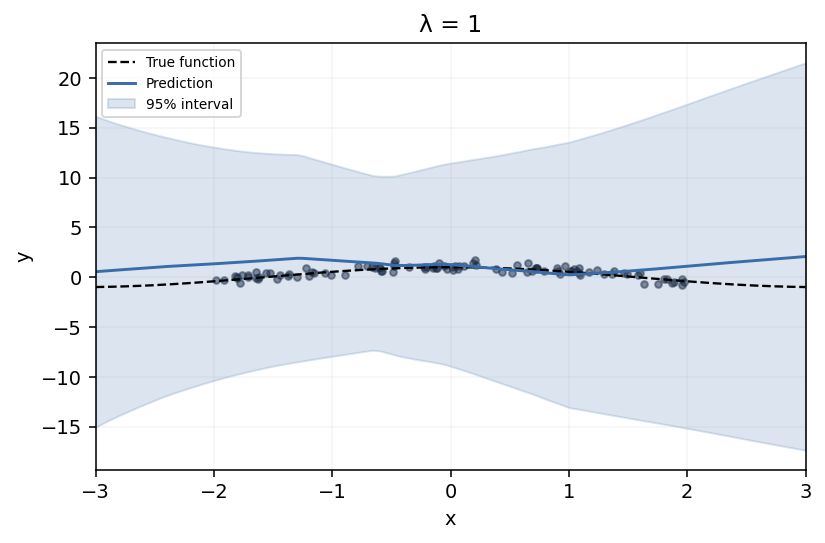 λ = 1
True function
Prediction
95% interval
20
15
10
5
0
−5
−10
−15
y
−3 −2 −1 0 1 2 3
x